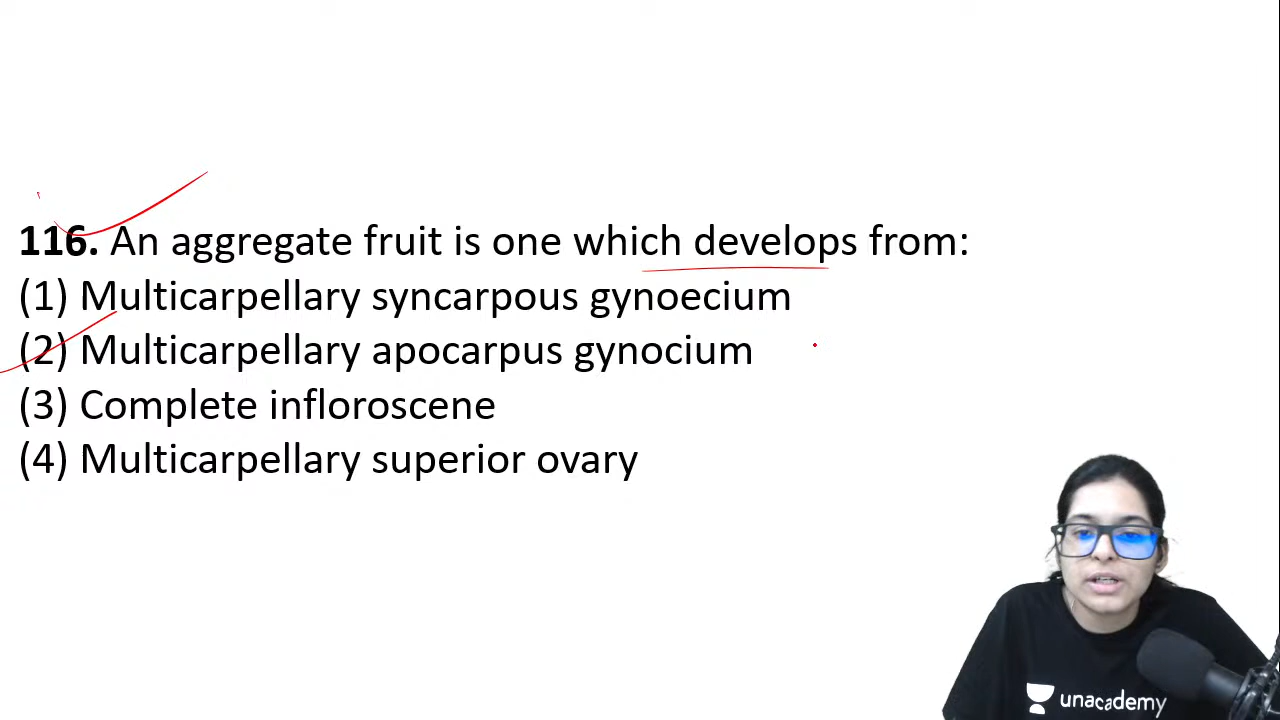 116. An aggregate fruit is one which develops from:
(1) Multicarpellary syncarpous gynoecium
(2) Multicarpellary apocarpus gynocium
(3) Complete infloroscene
(4) Multicarpellary superior ovary
unacademy